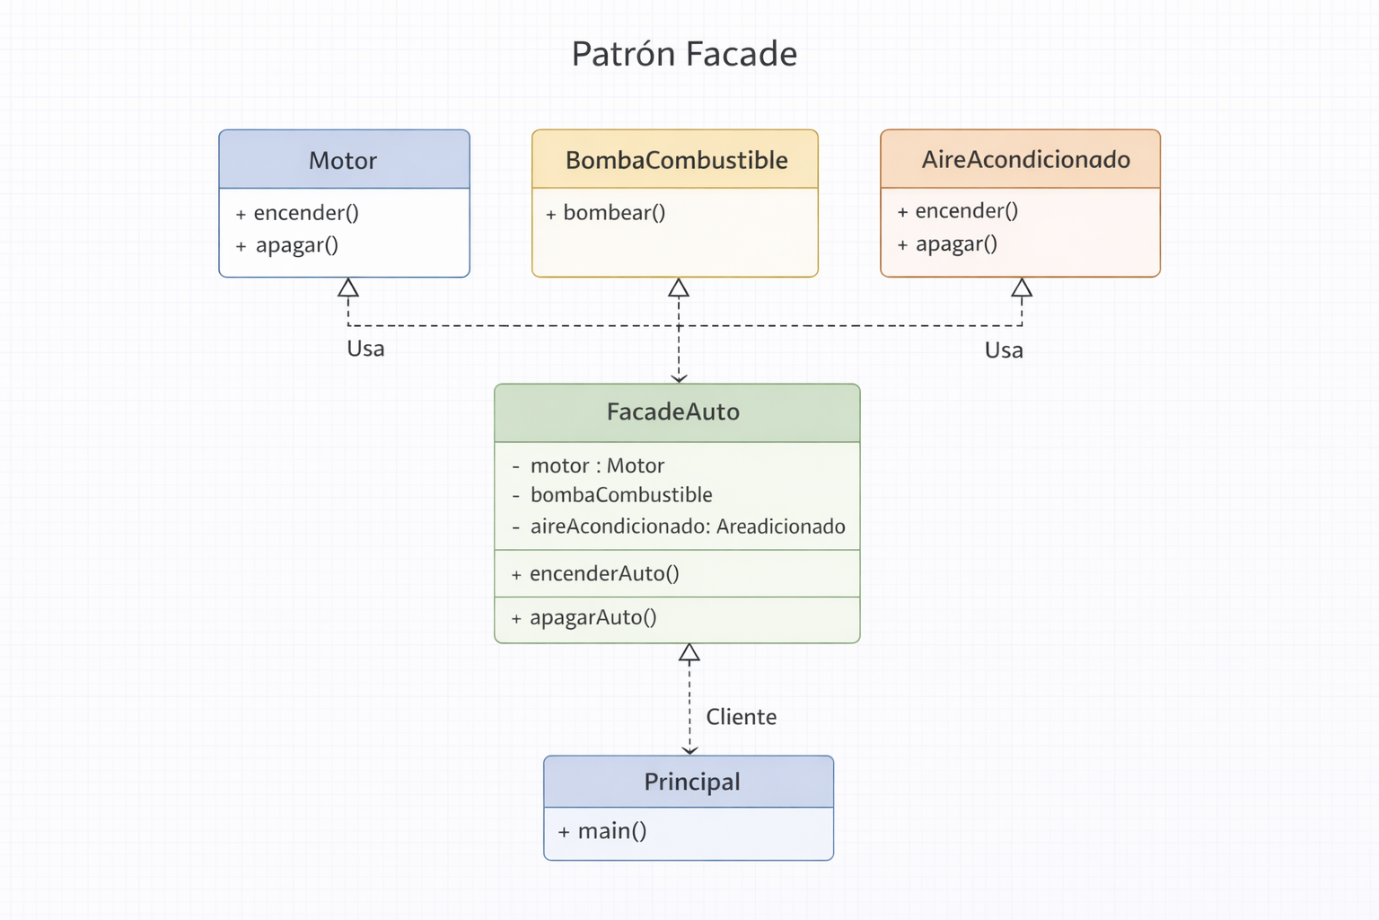 Patrón Facade
Motor
+ encender()
+ apagar()
BombaCombustible
+ bombear()
AireAcondicionado
+ encender()
+ apagar()
Usa
Usa
FacadeAuto
- motor : Motor
- bombaCombustible
- aireAcondicionado: Areadicionado
+ encenderAuto()
+ apagarAuto()
Cliente
Principal
+ main()